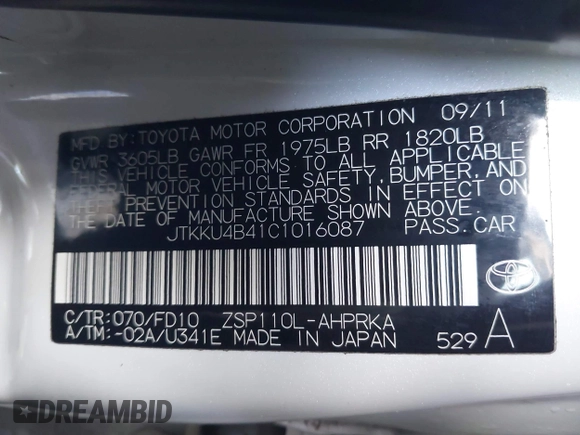 MFD. BY: TOYOTA MOTOR CORPORATION 09/11
GVWR 3605LB GAWR FR 1975LB RR 1820LB
THIS VEHICLE CONFORMS TO ALL APPLICABLE
FEDERAL MOTOR VEHICLE SAFETY, BUMPER, AND
THEFT PREVENTION STANDARDS IN EFFECT ON
THE DATE OF MANUFACTURE SHOWN ABOVE.
JTKKU4B41C1016087 PASS. CAR
C/TR: 070/FD10 ZSP110L-AHPRKA
A/TM: -02A/U341E MADE IN JAPAN 529 A
DREAMBID